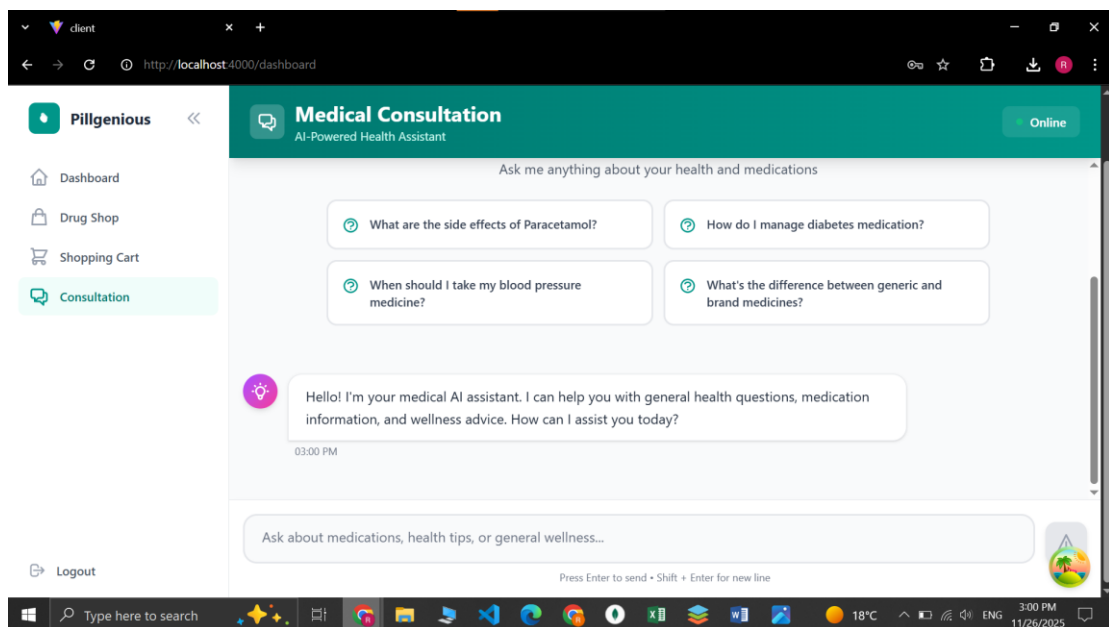 client
http://localhost:4000/dashboard
R
Pillgenious
Medical Consultation
AI-Powered Health Assistant
Online
Dashboard
Drug Shop
Shopping Cart
Consultation
Logout
Ask me anything about your health and medications
What are the side effects of Paracetamol?
How do I manage diabetes medication?
When should I take my blood pressure
medicine?
What's the difference between generic and
brand medicines?
Hello! I'm your medical AI assistant. I can help you with general health questions, medication
information, and wellness advice. How can I assist you today?
03:00 PM
Ask about medications, health tips, or general wellness...
Press Enter to send • Shift + Enter for new line
Type here to search
18°C
ENG
3:00 PM
11/26/2025